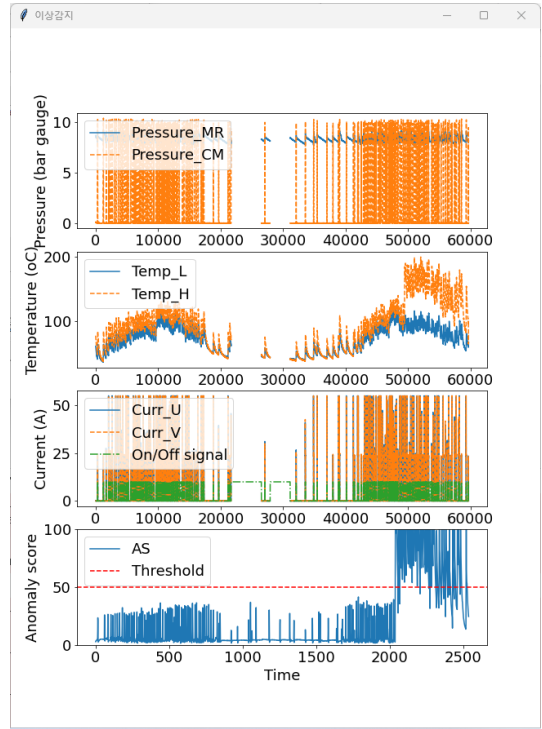 이상감지
Pressure (bar gauge)
10
5
0
Pressure_MR
Pressure_CM
0 10000 20000 30000 40000 50000 60000
Temperature (oC)
200
100
Temp_L
Temp_H
0 10000 20000 30000 40000 50000 60000
Current (A)
50
25
0
Curr_U
Curr_V
On/Off signal
0 10000 20000 30000 40000 50000 60000
Anomaly score
100
50
0
AS
Threshold
0 500 1000 1500 2000 2500
Time